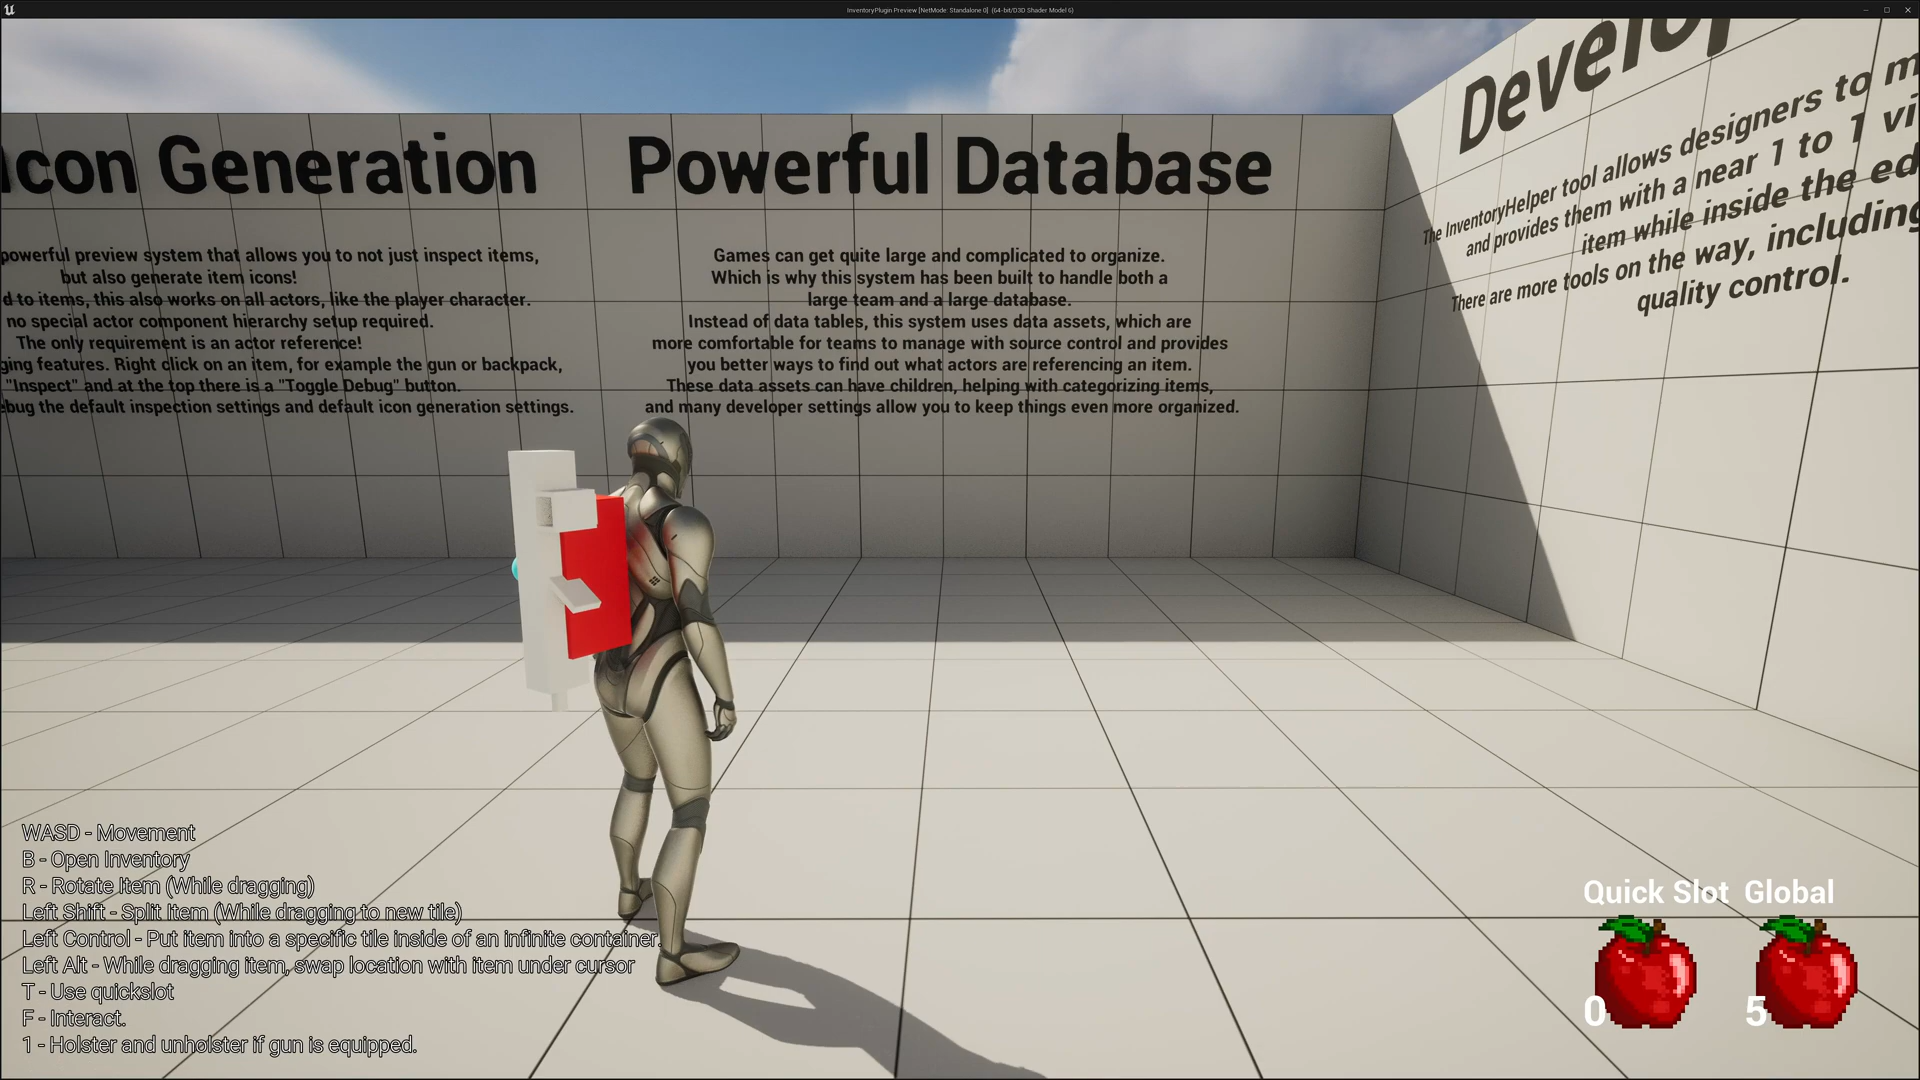 InventoryPlugin Preview [NetMode: Standalone 0] (64-bit/D3D Shader Model 6)
Icon Generation
powerful preview system that allows you to not just inspect items,
but also generate item icons!
d to items, this also works on all actors, like the player character.
no special actor component hierarchy setup required.
The only requirement is an actor reference!
ging features. Right click on an item, for example the gun or backpack,
"Inspect" and at the top there is a "Toggle Debug" button.
ebug the default inspection settings and default icon generation settings.
Powerful Database
Games can get quite large and complicated to organize.
Which is why this system has been built to handle both a
large team and a large database.
Instead of data tables, this system uses data assets, which are
more comfortable for teams to manage with source control and provides
you better ways to find out what actors are referencing an item.
These data assets can have children, helping with categorizing items,
and many developer settings allow you to keep things even more organized.
Develop
The InventoryHelper tool allows designers to m
and provides them with a near 1 to 1 vi
item while inside the ed
There are more tools on the way, including
quality control.
WASD - Movement
B - Open Inventory
R - Rotate Item (While dragging)
Left Shift - Split Item (While dragging to new tile)
Left Control - Put item into a specific tile inside of an infinite container.
Left Alt - While dragging item, swap location with item under cursor
T - Use quickslot
F - Interact.
1 - Holster and unholster if gun is equipped.
Quick Slot Global
0 5